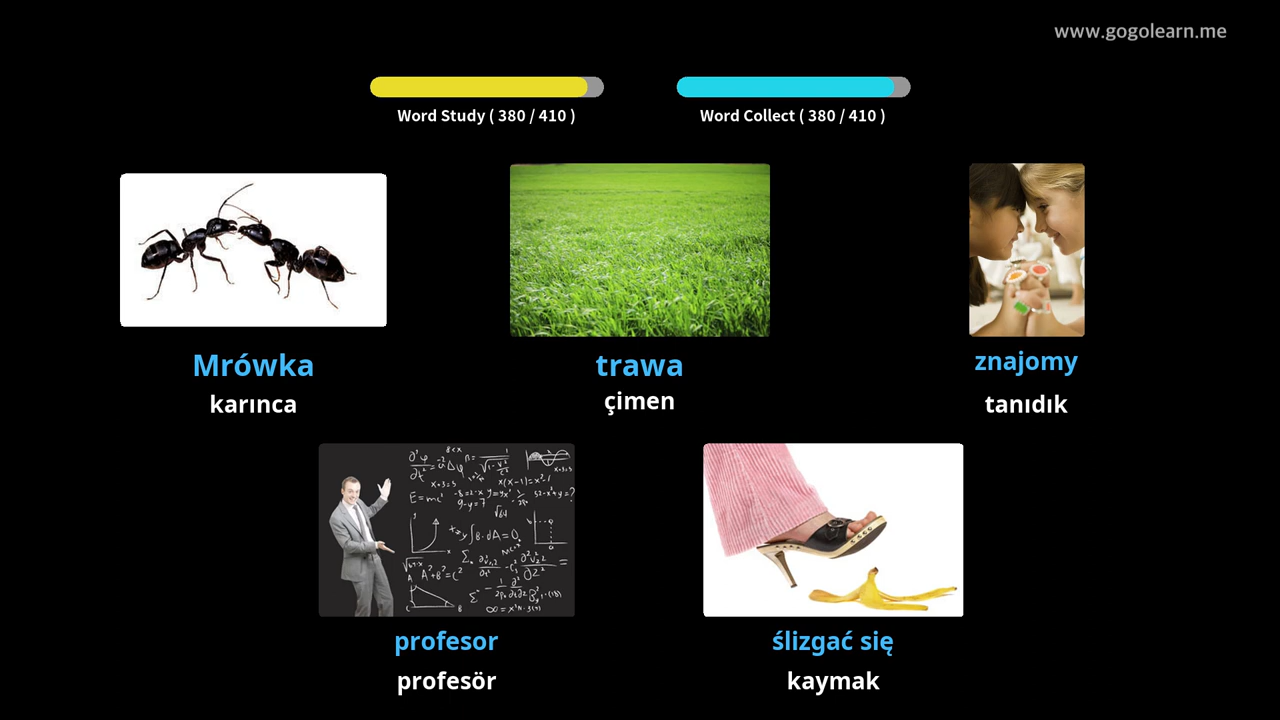 www.gogolearn.me
Word Study ( 380 / 410 )
Word Collect ( 380 / 410 )
Mrówka
karınca
trawa
çimen
znajomy
tanıdık
profesor
profesör
ślizgać się
kaymak